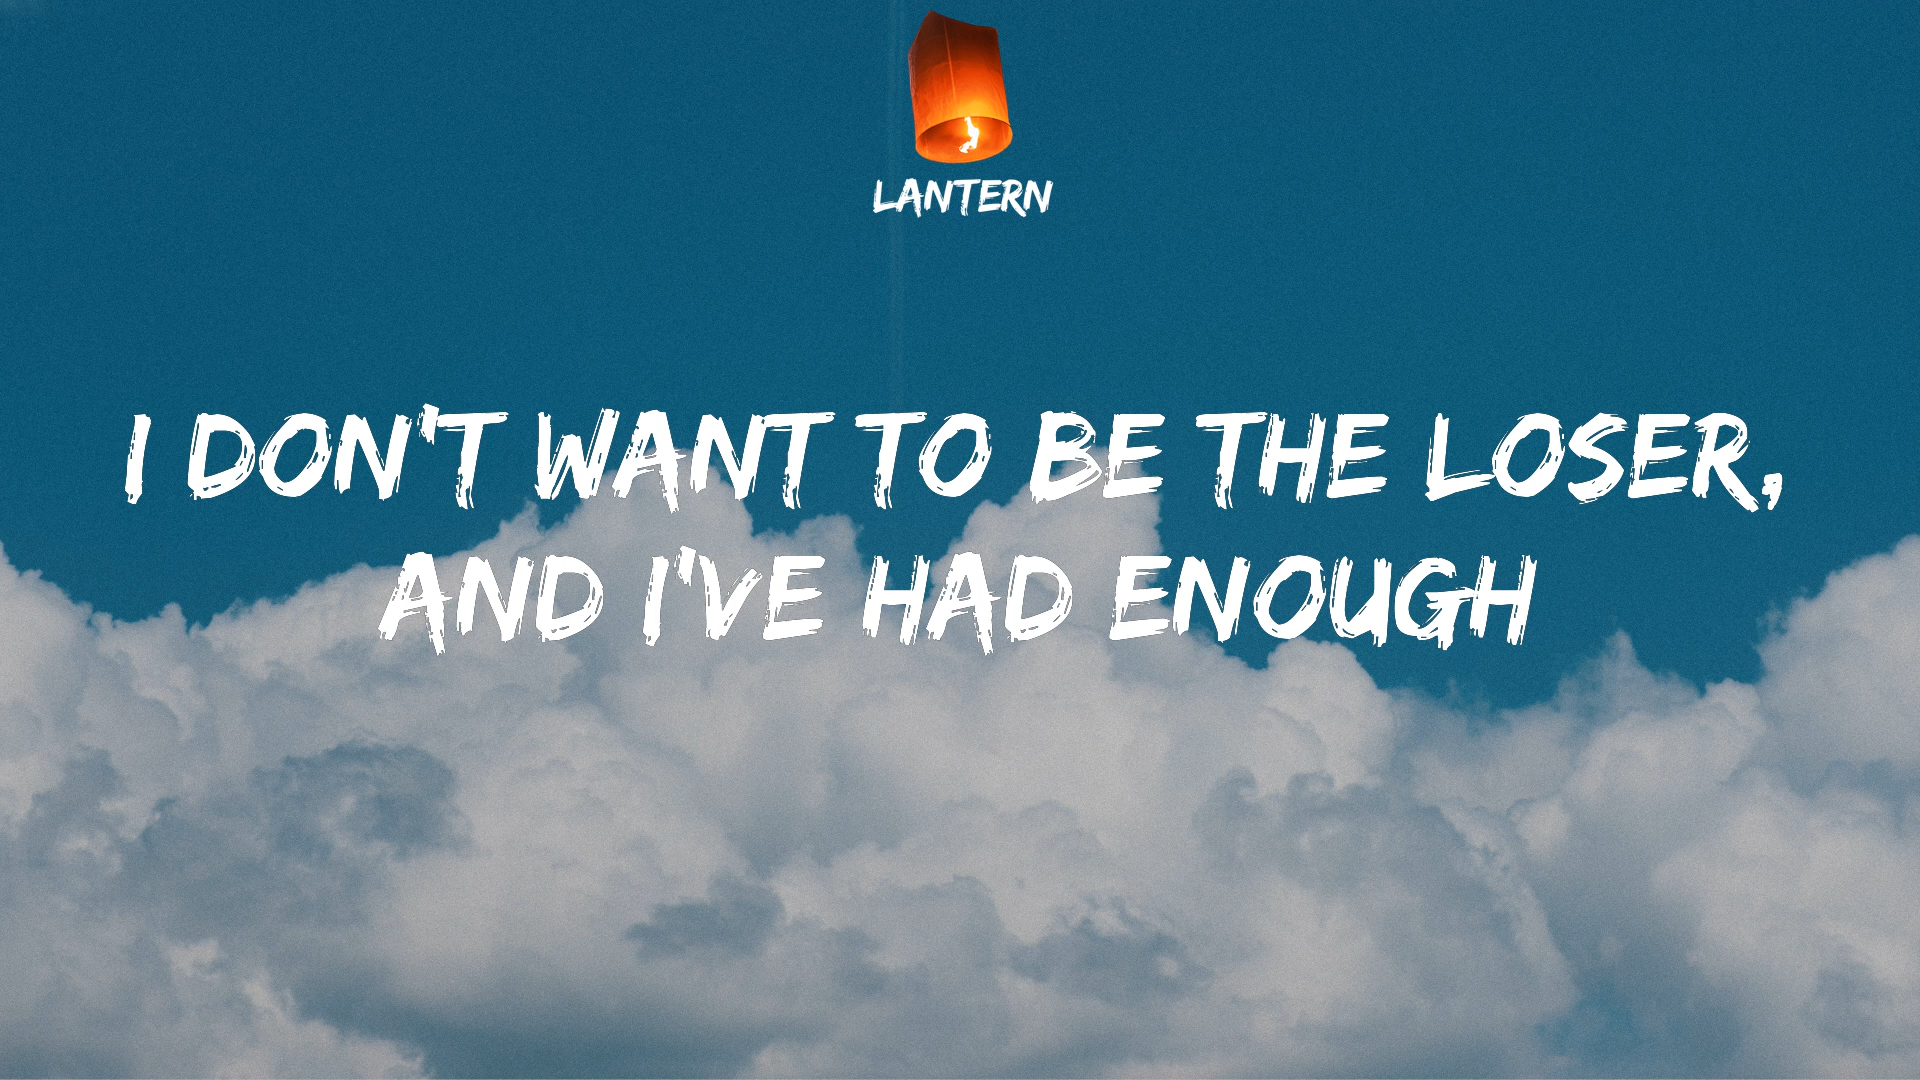 LANTERN
I DON'T WANT TO BE THE LOSER,
AND I'VE HAD ENOUGH